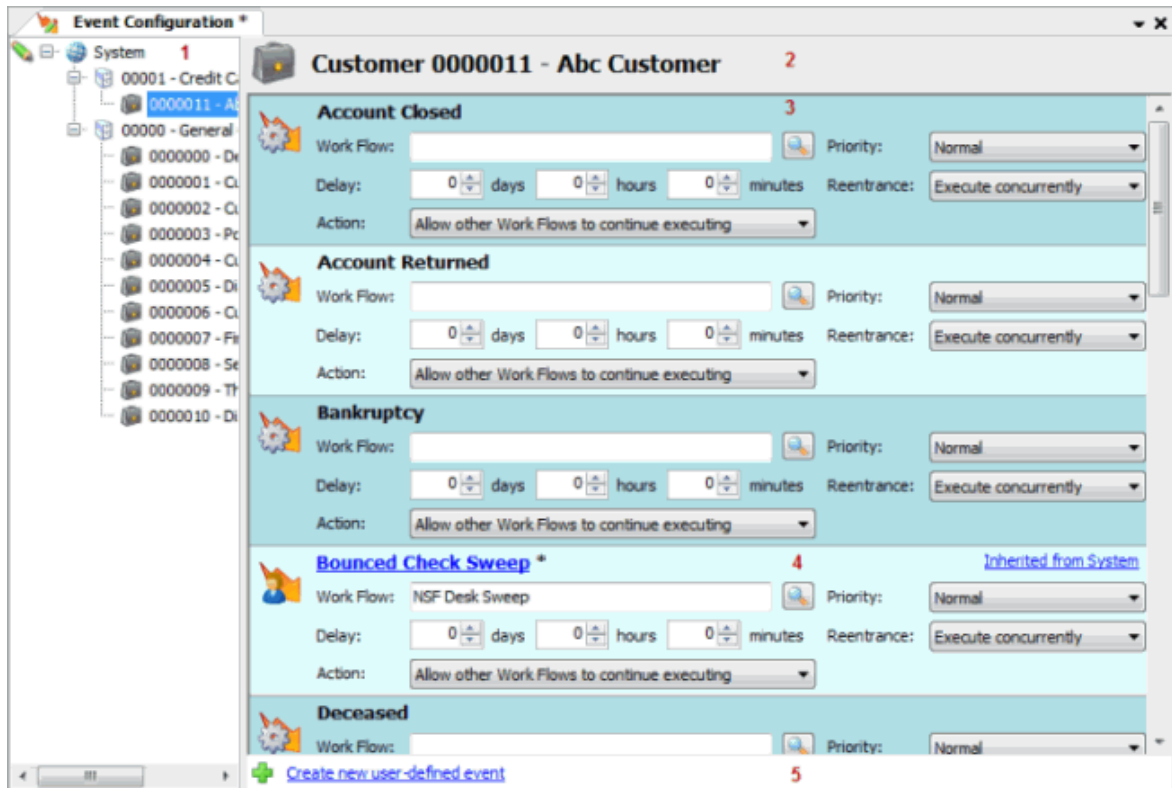 Event Configuration *
System 1
00001 - Credit C
0000011 - A
00000 - General
0000000 - De
0000001 - Cu
0000002 - Cu
0000003 - Po
0000004 - Cu
0000005 - Di
0000006 - Cu
0000007 - Fir
0000008 - Se
0000009 - Th
0000010 - Di
Customer 0000011 - Abc Customer 2
Account Closed 3
Work Flow: Priority: Normal
Delay: 0 days 0 hours 0 minutes Reentrance: Execute concurrently
Action: Allow other Work Flows to continue executing
Account Returned
Work Flow: Priority: Normal
Delay: 0 days 0 hours 0 minutes Reentrance: Execute concurrently
Action: Allow other Work Flows to continue executing
Bankruptcy
Work Flow: Priority: Normal
Delay: 0 days 0 hours 0 minutes Reentrance: Execute concurrently
Action: Allow other Work Flows to continue executing
Bounced Check Sweep * 4 Inherited from System
Work Flow: NSF Desk Sweep Priority: Normal
Delay: 0 days 0 hours 0 minutes Reentrance: Execute concurrently
Action: Allow other Work Flows to continue executing
Deceased
Work Flow: Priority: Normal
Create new user-defined event 5